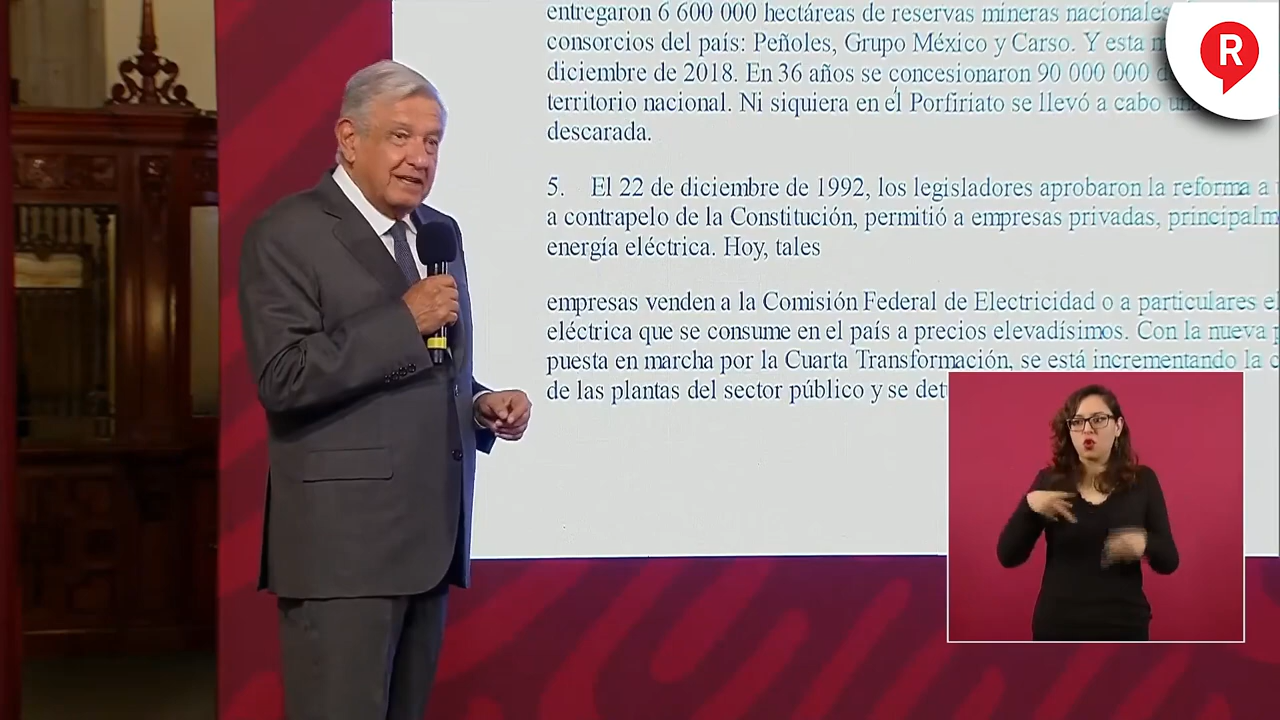 entregaron 6 600 000 hectáreas de reservas mineras nacionales
consorcios del país: Peñoles, Grupo México y Carso. Y esta
diciembre de 2018. En 36 años se concesionaron 90 000 000
territorio nacional. Ni siquiera en el Porfiriato se llevó a cabo
descarada.
5. El 22 de diciembre de 1992, los legisladores aprobaron la reforma a
a contrapelo de la Constitución, permitió a empresas privadas,
energía eléctrica. Hoy, tales
empresas venden a la Comisión Federal de Electricidad o a particulares
eléctrica que se consume en el país a precios elevadísimos. Con la nueva
puesta en marcha por la Cuarta Transformación, se está incrementando la
de las plantas del sector público y se
R